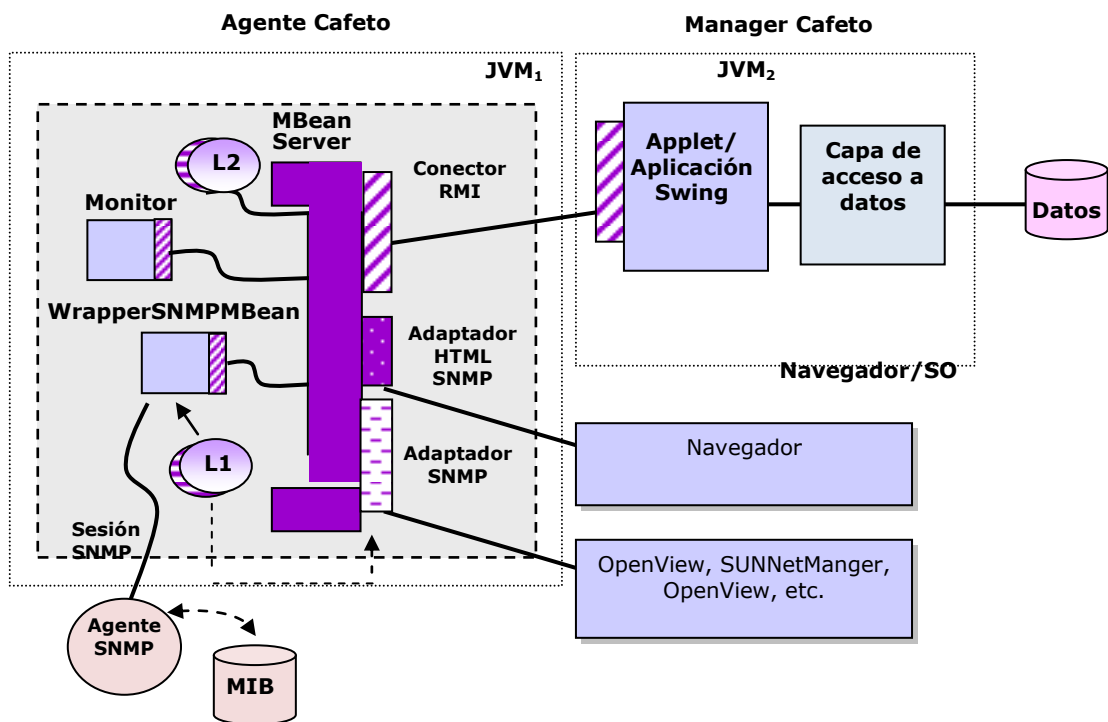 Agente Cafeto
Manager Cafeto
JVM1
JVM2
MBean
Server
L2
Conector
RMI
Monitor
Applet/
Aplicación
Swing
Capa de
acceso a
datos
Datos
WrapperSNMPMBean
Adaptador
HTML
SNMP
Navegador/SO
L1
Adaptador
SNMP
Navegador
Sesión
SNMP
OpenView, SUNNetManger,
OpenView, etc.
Agente
SNMP
MIB